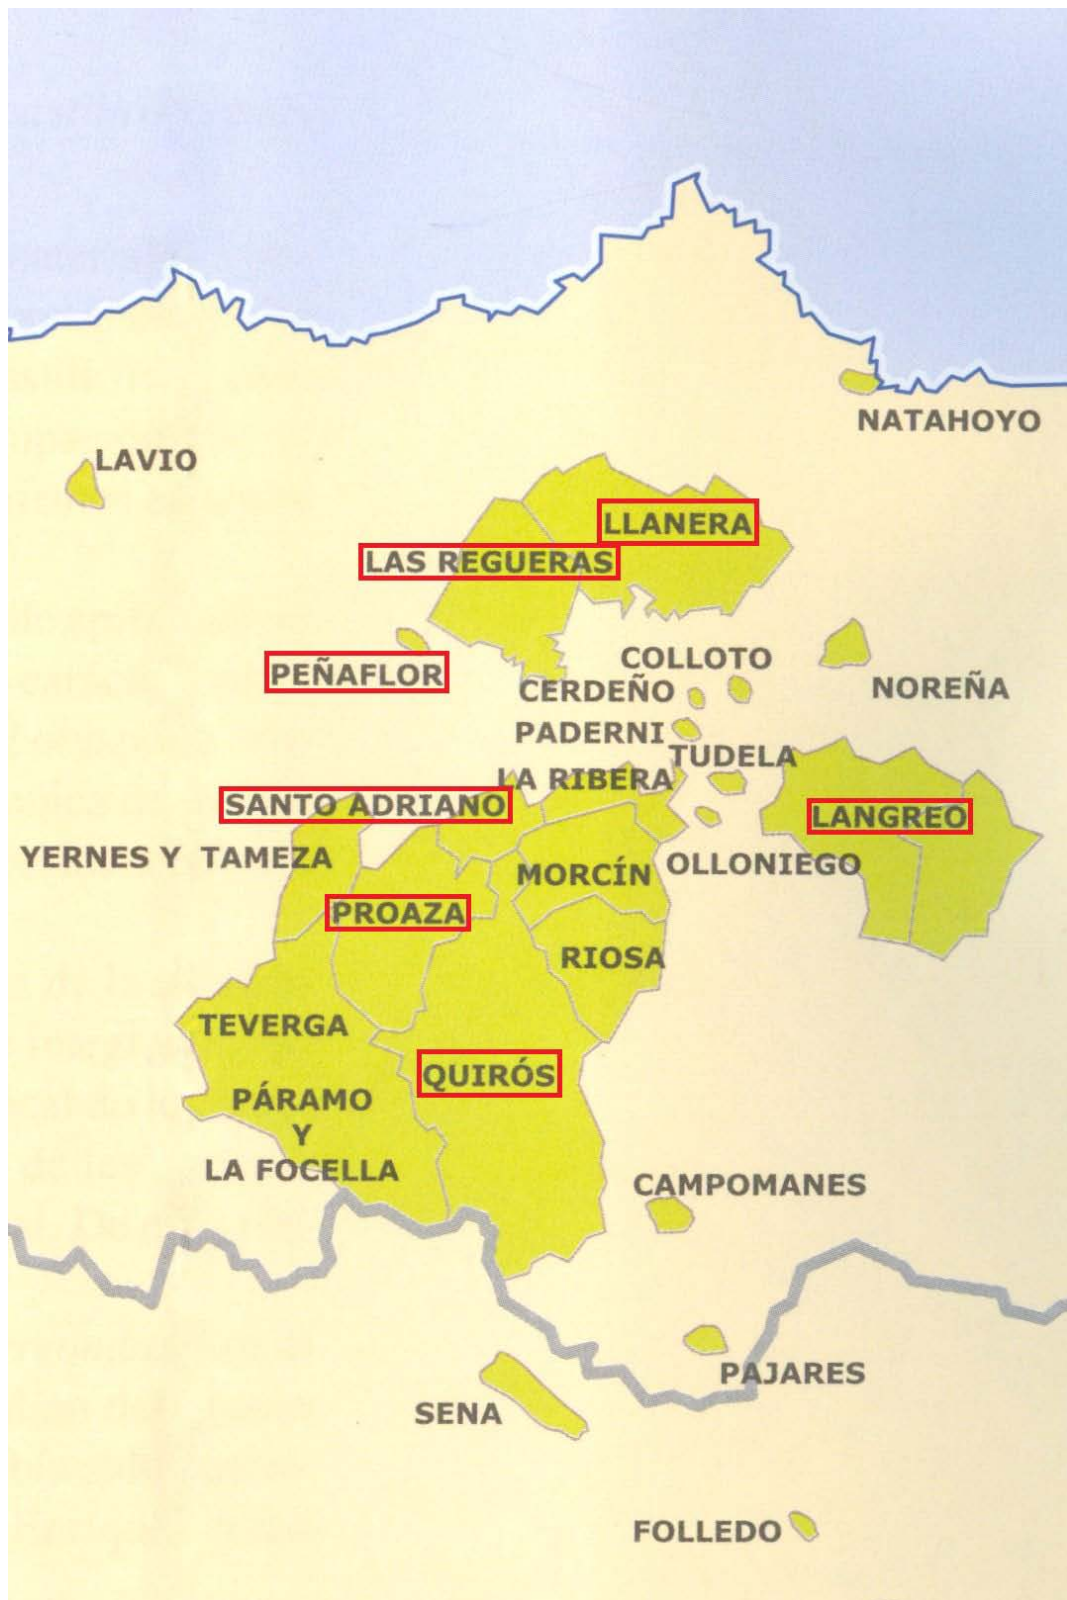 NATAHOYO
LAVIO
LLANERA
LAS REGUERAS
COLLOTO
PEÑAFLOR
CERDEÑO
NOREÑA
PADERNI
TUDELA
LA RIBERA
SANTO ADRIANO
LANGREO
YERNES Y TAMEZA
OLLONIEGO
MORCÍN
PROAZA
RIOSA
TEVERGA
QUIRÓS
PÁRAMO
Y
LA FOCELLA
CAMPOMANES
PAJARES
SENA
FOLLEDO